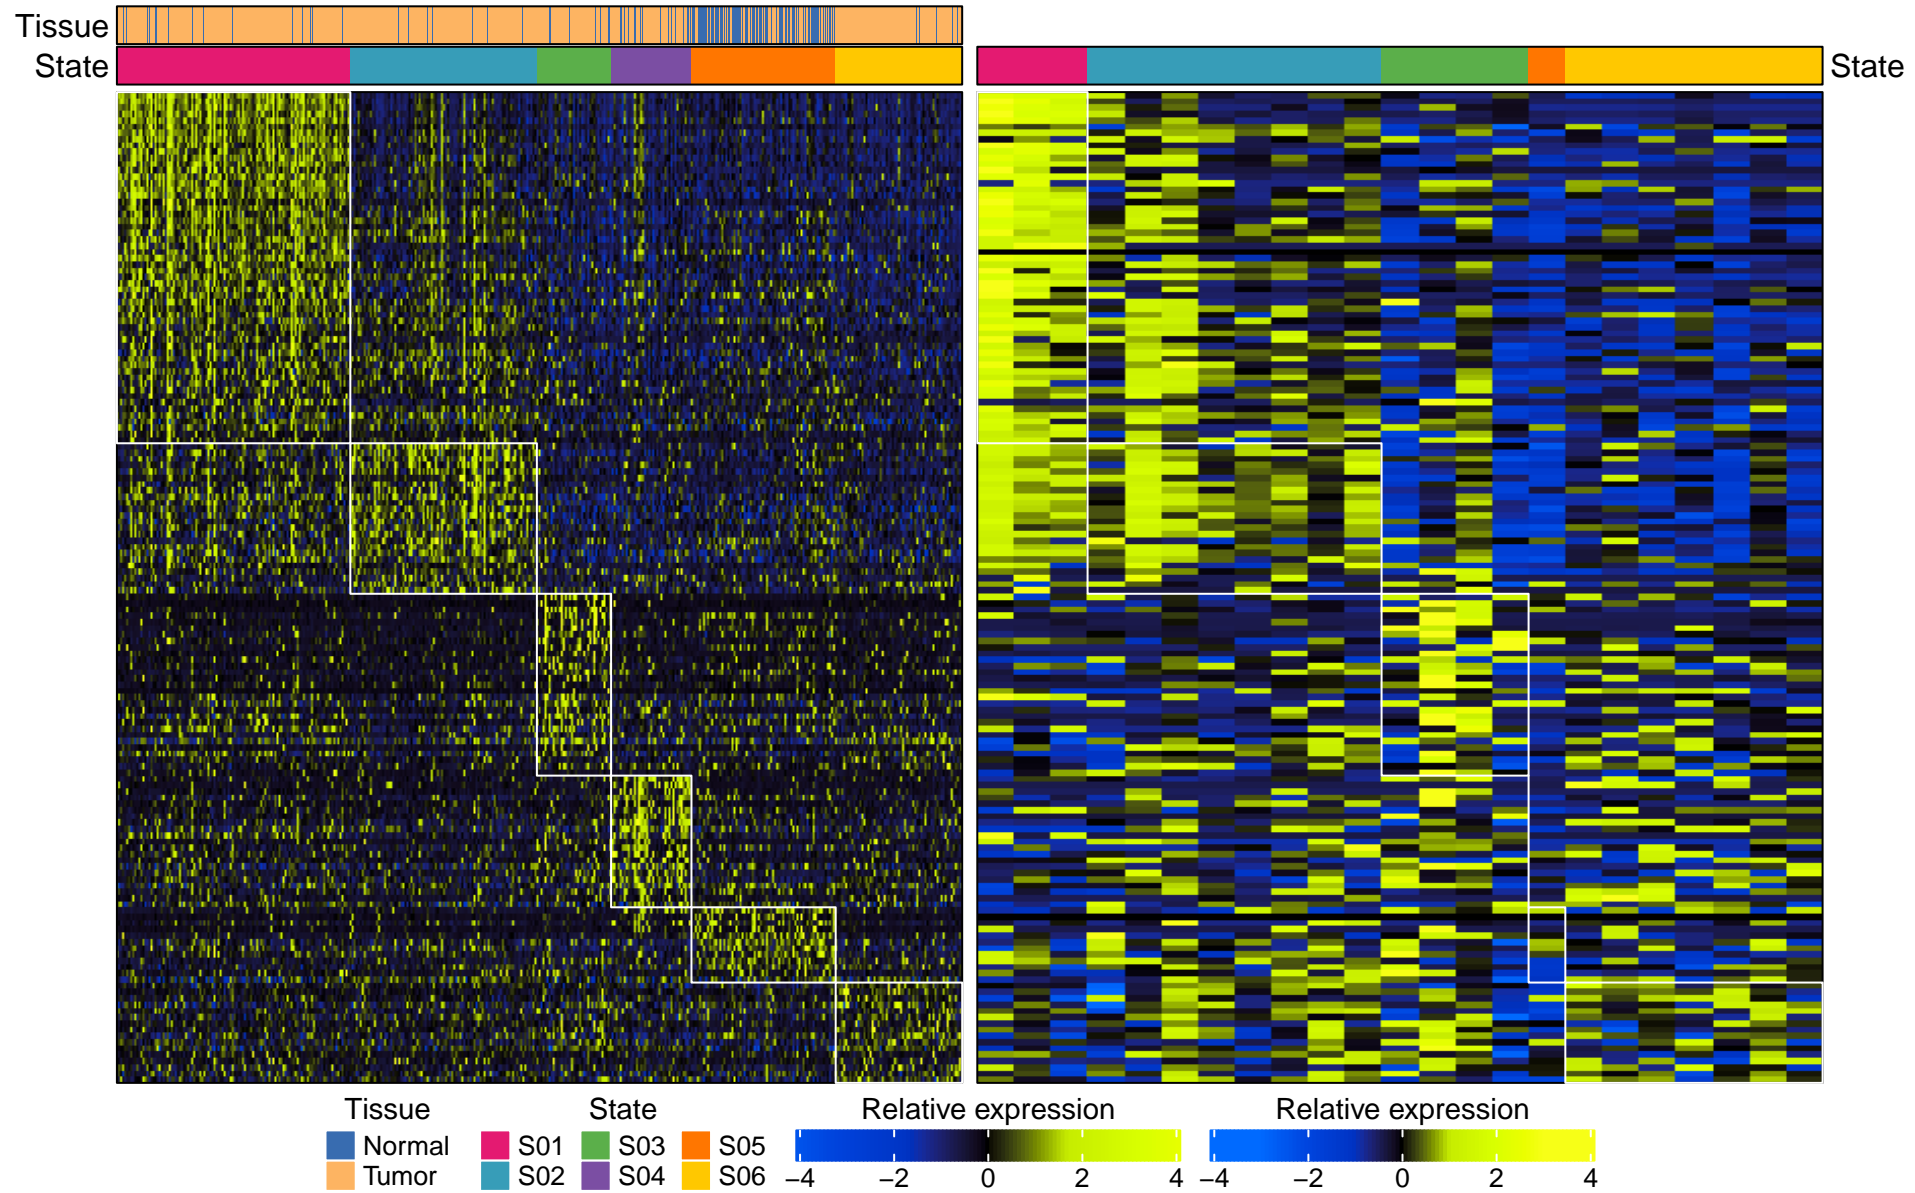 Tissue
State
State
Tissue State Relative expression Relative expression
Normal S01 S03 S05
Tumor S02 S04 S06
−4 −2 0 2 4 −4 −2 0 2 4